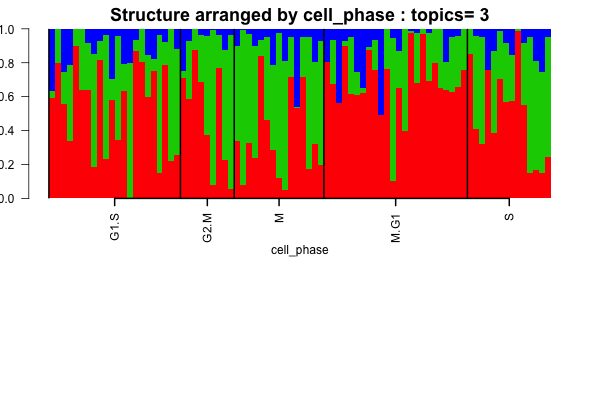 Structure arranged by cell_phase : topics= 3
1.0
0.8
0.6
0.4
0.2
0.0
G1.S
G2.M
M
M.G1
S
cell_phase